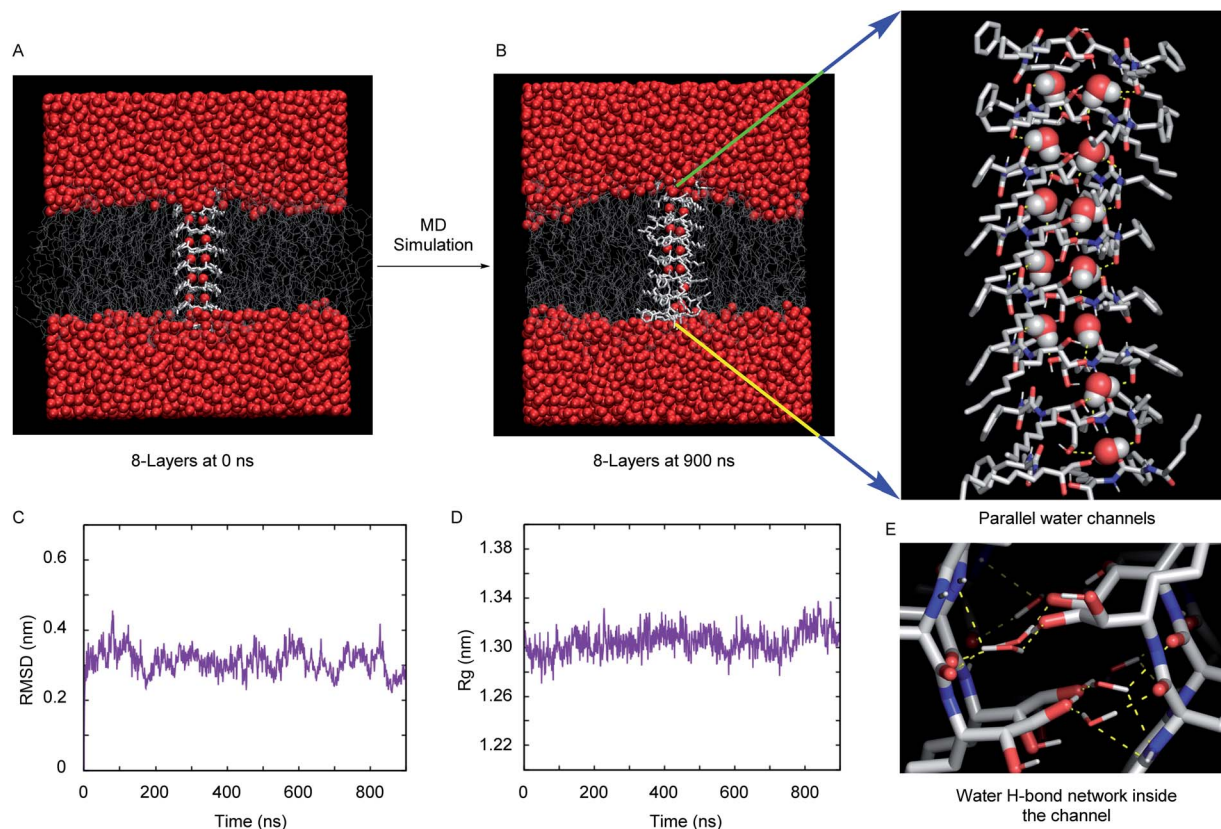 A
B
MD
Simulation
8-Layers at 0 ns
8-Layers at 900 ns
Parallel water channels
C
RMSD (nm)
0.6
0.4
0.2
0
0
200
400
600
800
Time (ns)
D
Rg (nm)
1.38
1.34
1.30
1.26
1.22
0
200
400
600
800
Time (ns)
E
Water H-bond network inside
the channel